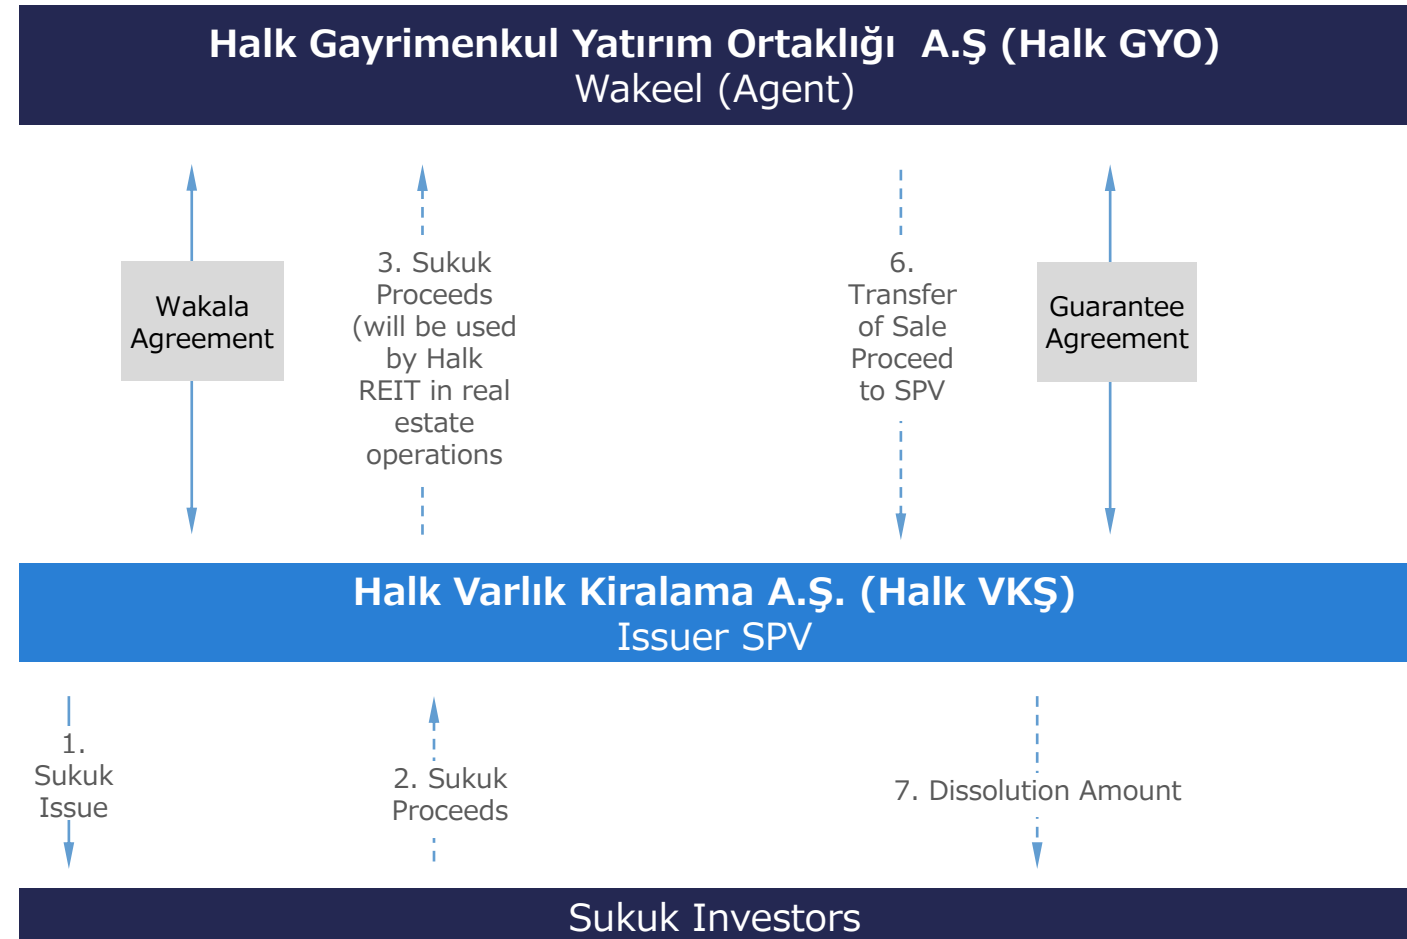 Halk Gayrimenkul Yatırım Ortaklığı  A.Ş (Halk GYO)
Wakeel (Agent)
Wakala
Agreement
3. Sukuk
Proceeds
(will be used
by Halk
REIT in real
estate
operations
6.
Transfer
of Sale
Proceed
to SPV
Guarantee
Agreement
Halk Varlık Kiralama A.Ş. (Halk VKŞ)
Issuer SPV
1.
Sukuk
Issue
2. Sukuk
Proceeds
7. Dissolution Amount
Sukuk Investors